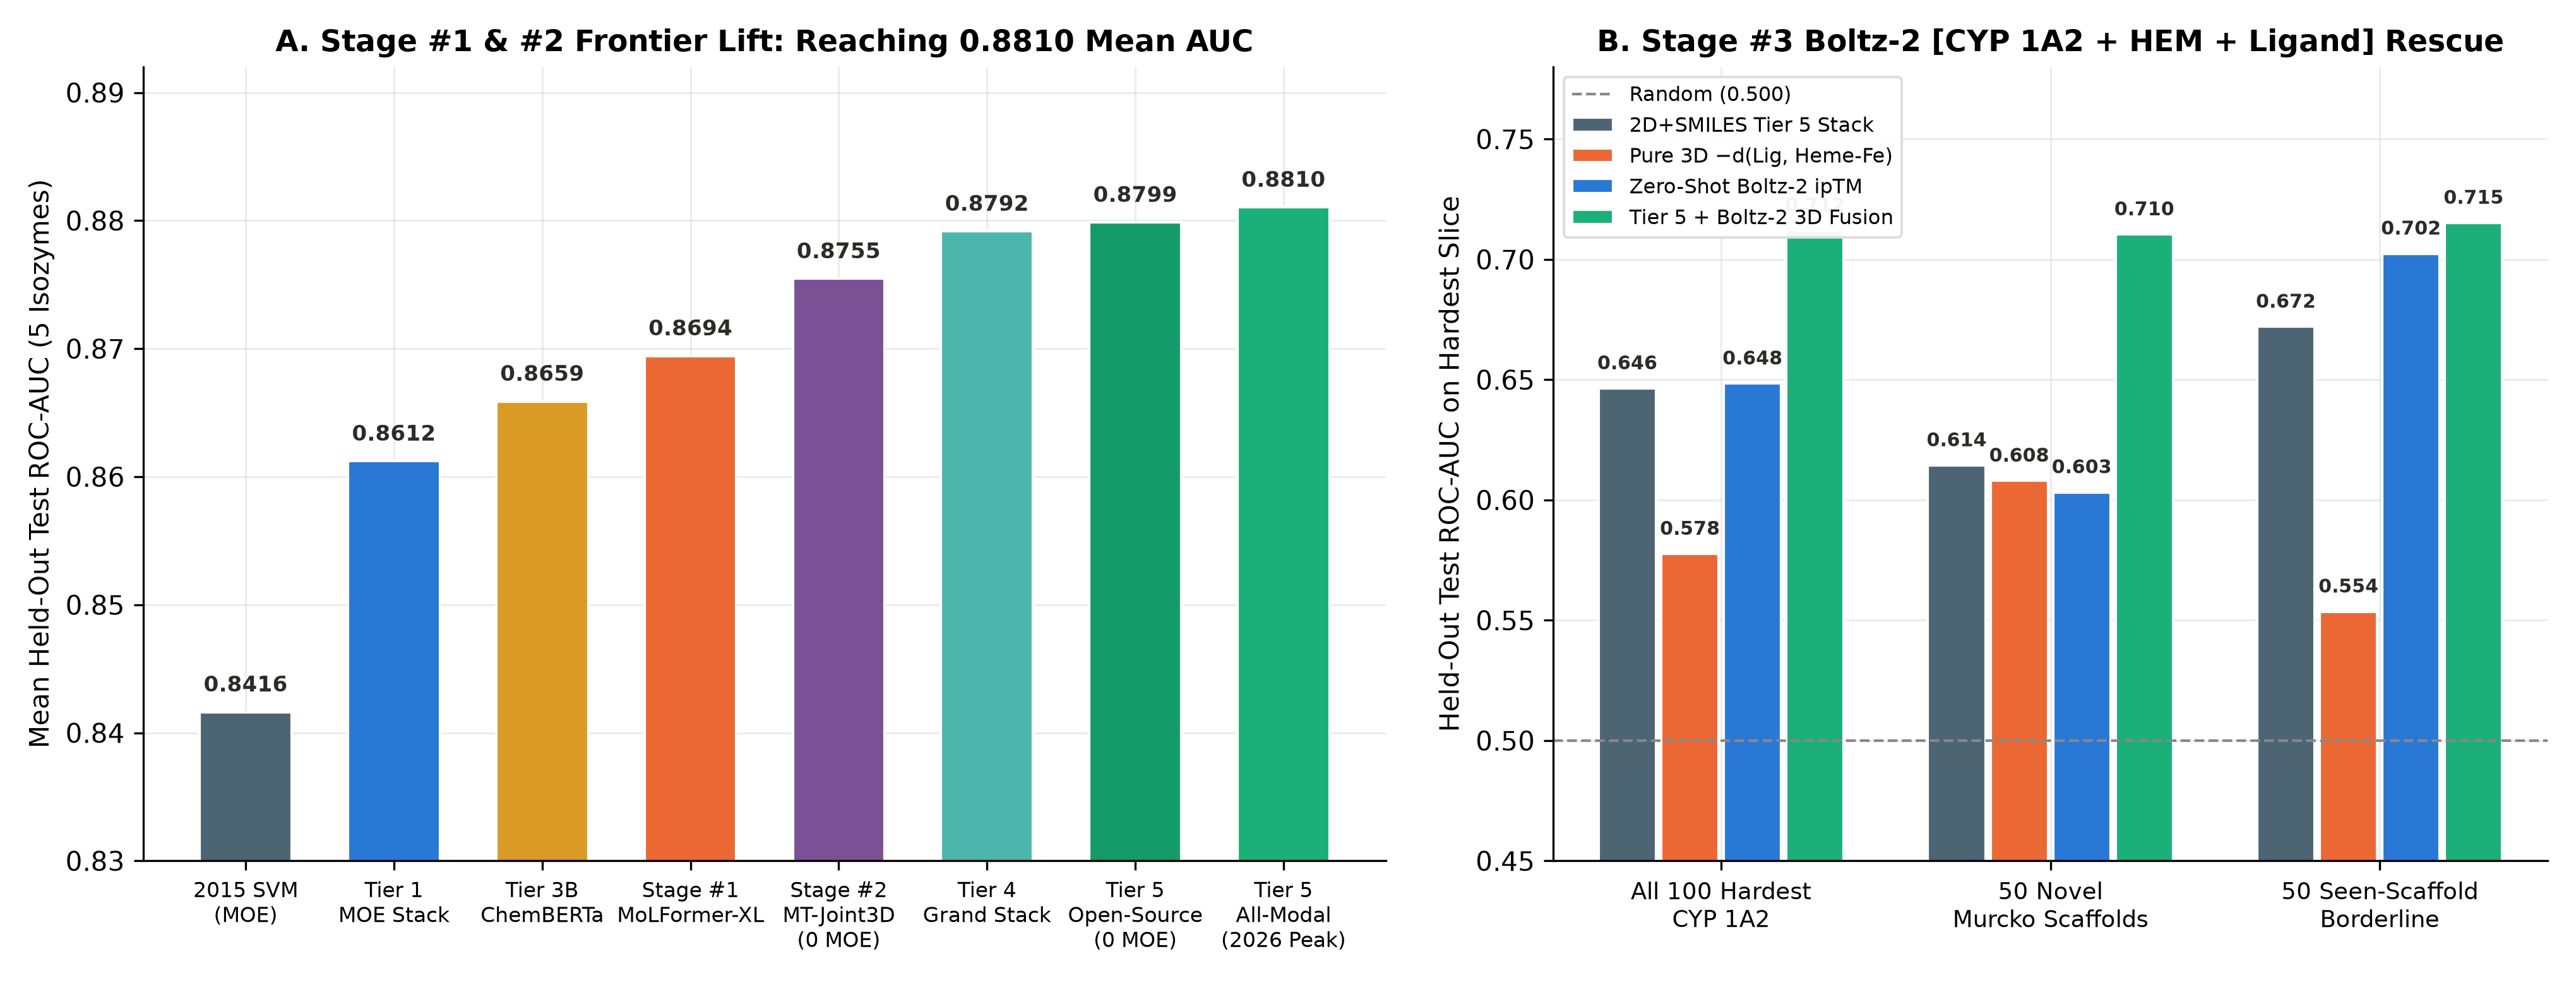 A. Stage #1 & #2 Frontier Lift: Reaching 0.8810 Mean AUC
Mean Held-Out Test ROC-AUC (5 Isozymes)
0.89
0.88
0.87
0.86
0.85
0.84
0.83
0.8416
0.8612
0.8659
0.8694
0.8755
0.8792
0.8799
0.8810
2015 SVM
(MOE)
Tier 1
MOE Stack
Tier 3B
ChemBERTa
Stage #1
MoLFormer-XL
Stage #2
MT-Joint3D
(0 MOE)
Tier 4
Grand Stack
Tier 5
Open-Source
(0 MOE)
Tier 5
All-Modal
(2026 Peak)
B. Stage #3 Boltz-2 [CYP 1A2 + HEM + Ligand] Rescue
Held-Out Test ROC-AUC on Hardest Slice
0.75
0.70
0.65
0.60
0.55
0.50
0.45
Random (0.500)
2D+SMILES Tier 5 Stack
Pure 3D −d(Lig, Heme-Fe)
Zero-Shot Boltz-2 ipTM
Tier 5 + Boltz-2 3D Fusion
0.646
0.578
0.648
0.712
0.614
0.608
0.603
0.710
0.672
0.554
0.702
0.715
All 100 Hardest
CYP 1A2
50 Novel
Murcko Scaffolds
50 Seen-Scaffold
Borderline